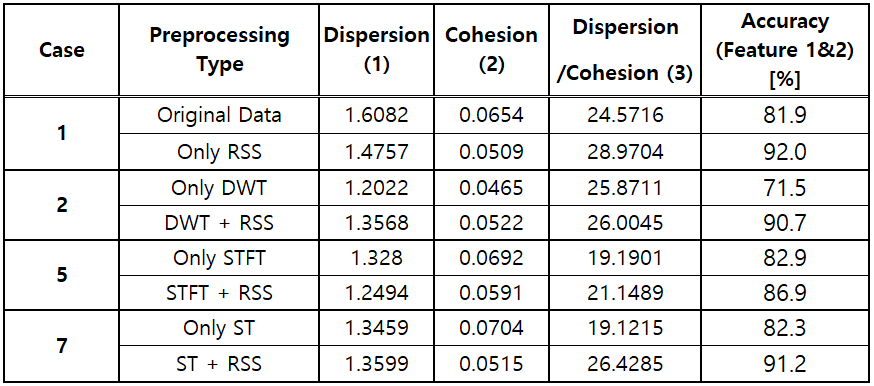 Case Preprocessing Type Dispersion (1) Cohesion (2) Dispersion /Cohesion (3) Accuracy (Feature 1&2) [%]
1 Original Data 1.6082 0.0654 24.5716 81.9
Only RSS 1.4757 0.0509 28.9704 92.0
2 Only DWT 1.2022 0.0465 25.8711 71.5
DWT + RSS 1.3568 0.0522 26.0045 90.7
5 Only STFT 1.328 0.0692 19.1901 82.9
STFT + RSS 1.2494 0.0591 21.1489 86.9
7 Only ST 1.3459 0.0704 19.1215 82.3
ST + RSS 1.3599 0.0515 26.4285 91.2